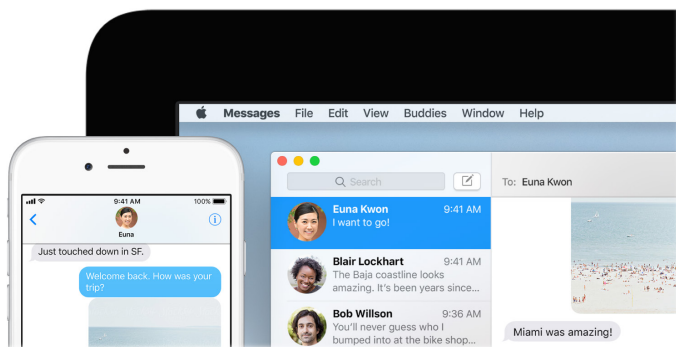 Messages File Edit View Buddies Window Help
Search
To: Euna Kwon
Euna Kwon 9:41 AM
I want to go!
Blair Lockhart 9:41 AM
The Baja coastline looks
amazing. It's been years since...
Bob Willson 9:36 AM
You'll never guess who I
bumped into at the bike shop...
Miami was amazing!
9:41 AM 100%
Euna
Just touched down in SF.
Welcome back. How was your
trip?